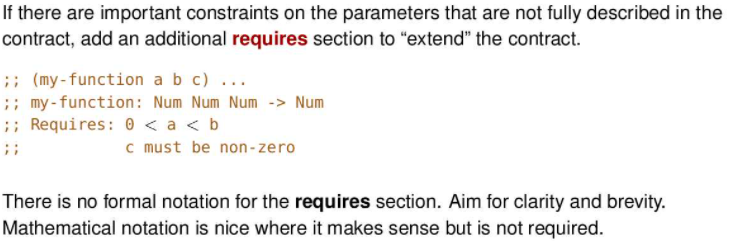 If there are important constraints on the parameters that are not fully described in the
contract, add an additional requires section to “extend” the contract.
;; (my-function a b c) ...
;; my-function: Num Num Num -> Num
;; Requires: 0 < a < b
;;           c must be non-zero
There is no formal notation for the requires section. Aim for clarity and brevity.
Mathematical notation is nice where it makes sense but is not required.